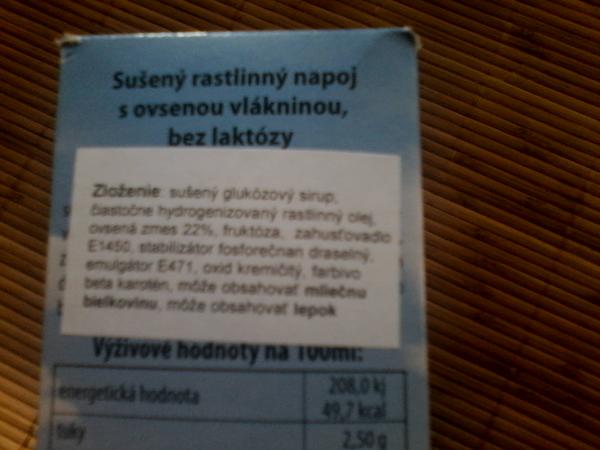 Sušený rastlinný napoj
s ovsenou vlákninou,
bez laktózy
Zloženie: sušený glukózový sirup,
čiastočne hydrogenizovaný rastlinný olej,
ovsená zmes 22%, fruktóza, zahusťovadlo
E1450, stabilizátor fosforečnan draselný,
emulgátor E471, oxid kremičitý, farbivo
beta karotén, môže obsahovať mliečnu
bielkovinu, môže obsahovať lepok
Výživové hodnoty na 100ml:
energetická hodnota 208,0 kj
49,7 kcal
tuky 2,50 g